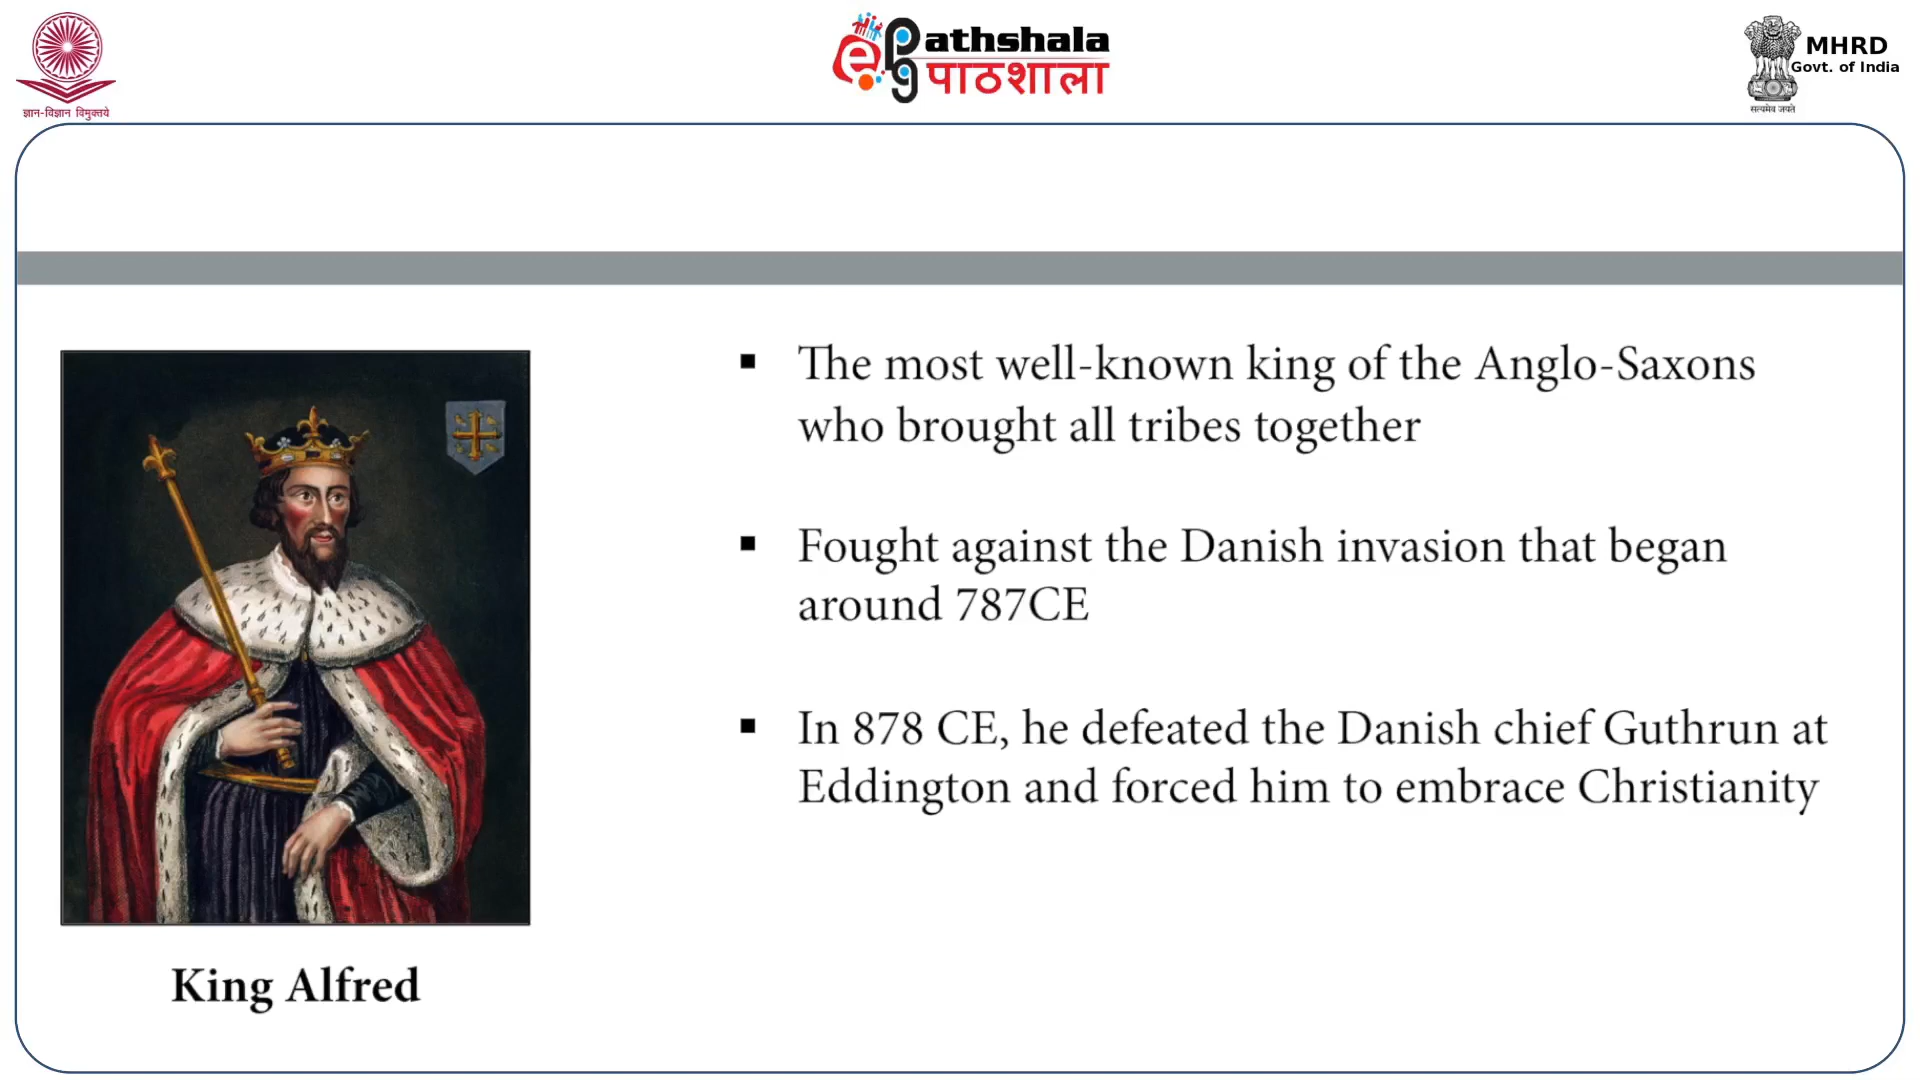 ज्ञान-विज्ञान विमुक्तये
ePG Pathshala
पाठशाला
MHRD
Govt. of India
सत्यमेव जयते
▪ The most well-known king of the Anglo-Saxons
who brought all tribes together
▪ Fought against the Danish invasion that began
around 787CE
▪ In 878 CE, he defeated the Danish chief Guthrun at
Eddington and forced him to embrace Christianity
King Alfred